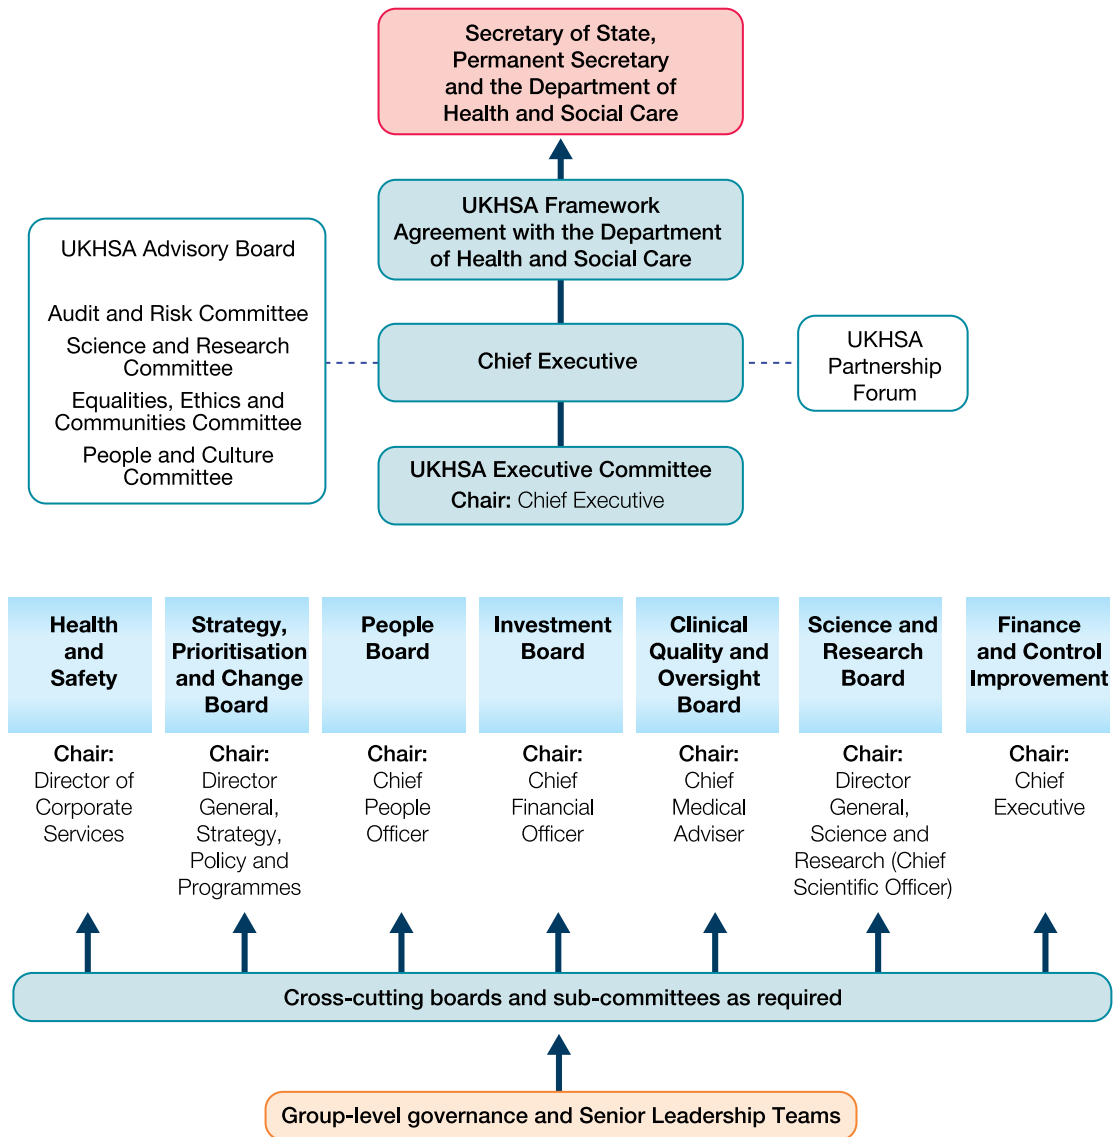 Secretary of State,
Permanent Secretary
and the Department of
Health and Social Care
UKHSA Framework
Agreement with the Department
of Health and Social Care
UKHSA Advisory Board
Audit and Risk Committee
Science and Research
Committee
Equalities, Ethics and
Communities Committee
People and Culture
Committee
Chief Executive
UKHSA
Partnership
Forum
UKHSA Executive Committee
Chair: Chief Executive
Health
and
Safety
Chair:
Director of
Corporate
Services
Strategy,
Prioritisation
and Change
Board
Chair:
Director
General,
Strategy,
Policy and
Programmes
People
Board
Chair:
Chief
People
Officer
Investment
Board
Chair:
Chief
Financial
Officer
Clinical
Quality and
Oversight
Board
Chair:
Chief
Medical
Adviser
Science and
Research
Board
Chair:
Director
General,
Science and
Research (Chief
Scientific Officer)
Finance
and Control
Improvement
Chair:
Chief
Executive
Cross-cutting boards and sub-committees as required
Group-level governance and Senior Leadership Teams